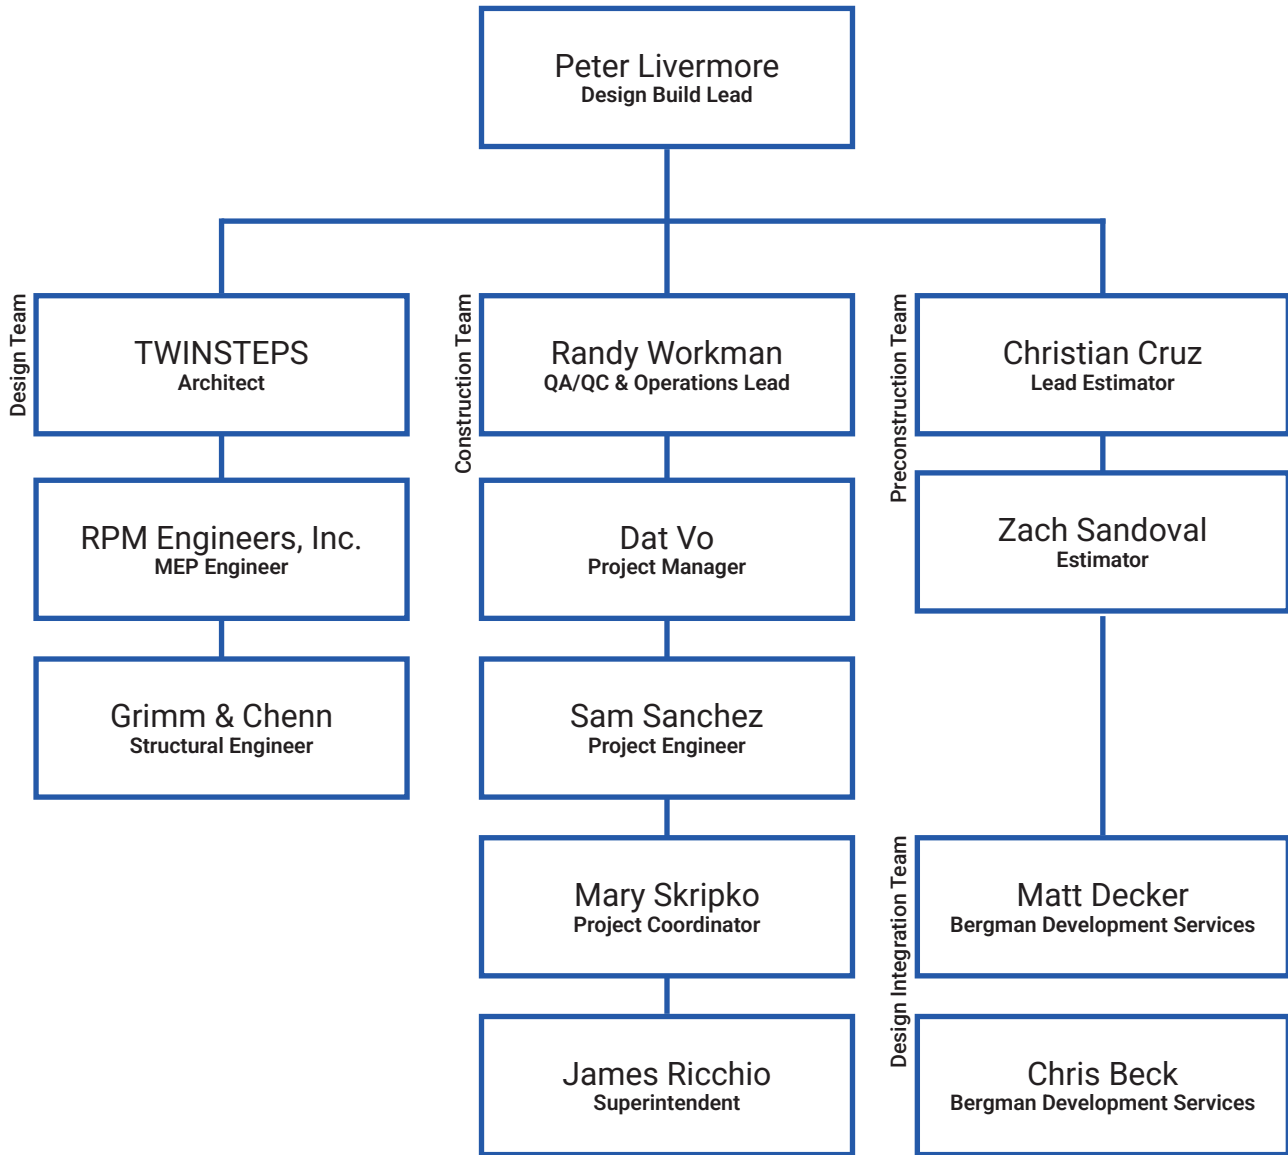 Peter Livermore
Design Build Lead
Design Team
TWINSTEPS
Architect
RPM Engineers, Inc.
MEP Engineer
Grimm & Chenn
Structural Engineer
Construction Team
Randy Workman
QA/QC & Operations Lead
Dat Vo
Project Manager
Sam Sanchez
Project Engineer
Mary Skripko
Project Coordinator
James Ricchio
Superintendent
Preconstruction Team
Christian Cruz
Lead Estimator
Zach Sandoval
Estimator
Design Integration Team
Matt Decker
Bergman Development Services
Chris Beck
Bergman Development Services